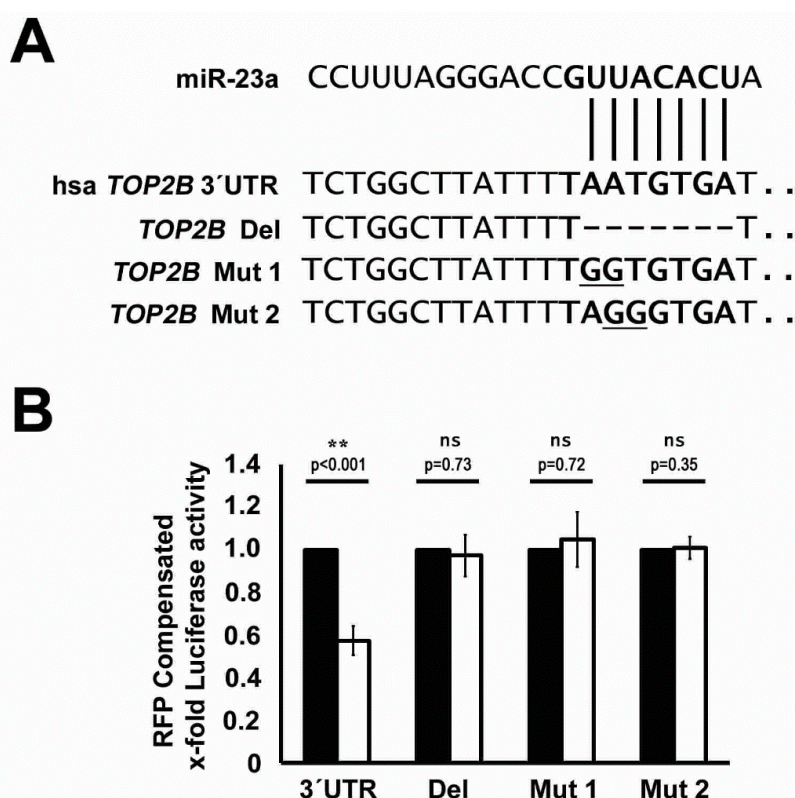 A
miR-23a CCUUUAGGGACCGUUACACUA
hsa TOP2B 3´UTR TCTGGCTTATTTTAATGTGAT. .
TOP2B Del TCTGGCTTATTTT-------T. .
TOP2B Mut 1 TCTGGCTTATTTTGGTGTGAT. .
TOP2B Mut 2 TCTGGCTTATTTTAGGGTGAT. .
B
** ns ns ns
p<0.001 p=0.73 p=0.72 p=0.35
RFP Compensated
x-fold Luciferase activity
1.4
1.2
1.0
0.8
0.6
0.4
0.2
0
3´UTR Del Mut 1 Mut 2